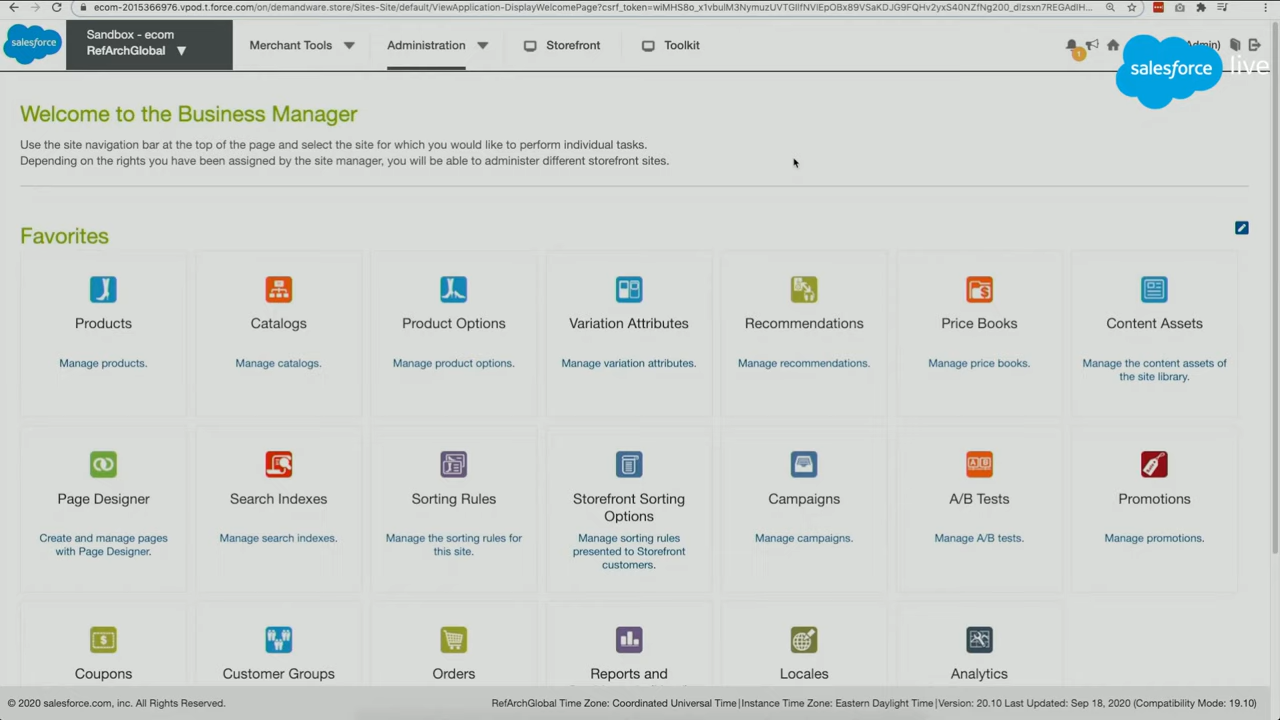 ecom-2015366976.vpod.t.force.com/on/demandware.store/Sites-Site/default/ViewApplication-DisplayWelcomePage?csrf_token=
salesforce
Sandbox - ecom
RefArchGlobal ▼
Merchant Tools
Administration
Storefront
Toolkit
1
Admin)
salesforce live
Welcome to the Business Manager
Use the site navigation bar at the top of the page and select the site for which you would like to perform individual tasks.
Depending on the rights you have been assigned by the site manager, you will be able to administer different storefront sites.
Favorites
Products
Catalogs
Product Options
Variation Attributes
Recommendations
Price Books
Content Assets
Manage products.
Manage catalogs.
Manage product options.
Manage variation attributes.
Manage recommendations.
Manage price books.
Manage the content assets of
the site library.
Page Designer
Search Indexes
Sorting Rules
Storefront Sorting
Options
Campaigns
A/B Tests
Promotions
Create and manage pages
with Page Designer.
Manage search indexes.
Manage the sorting rules for
this site.
Manage sorting rules
presented to Storefront
customers.
Manage campaigns.
Manage A/B tests.
Manage promotions.
Coupons
Customer Groups
Orders
Reports and
Locales
Analytics
© 2020 salesforce.com, inc. All Rights Reserved.
RefArchGlobal Time Zone: Coordinated Universal Time | Instance Time Zone: Eastern Daylight Time | Version: 20.10 Last Updated: Sep 18, 2020 (Compatibility Mode: 19.10)